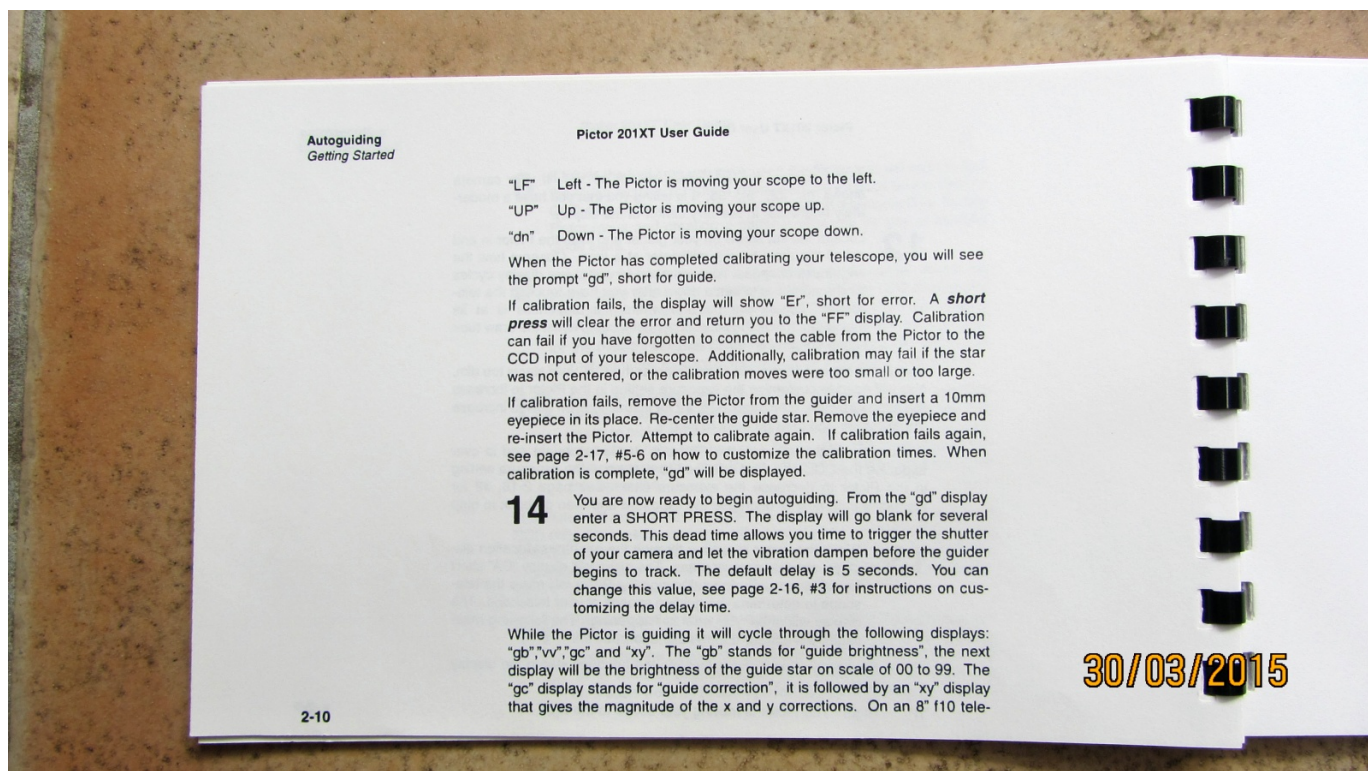 Autoguiding
Getting Started
Pictor 201XT User Guide
“LF” Left - The Pictor is moving your scope to the left.
“UP” Up - The Pictor is moving your scope up.
“dn” Down - The Pictor is moving your scope down.
When the Pictor has completed calibrating your telescope, you will see
the prompt “gd”, short for guide.
If calibration fails, the display will show “Er”, short for error. A short
press will clear the error and return you to the “FF” display. Calibration
can fail if you have forgotten to connect the cable from the Pictor to the
CCD input of your telescope. Additionally, calibration may fail if the star
was not centered, or the calibration moves were too small or too large.
If calibration fails, remove the Pictor from the guider and insert a 10mm
eyepiece in its place. Re-center the guide star. Remove the eyepiece and
re-insert the Pictor. Attempt to calibrate again. If calibration fails again,
see page 2-17, #5-6 on how to customize the calibration times. When
calibration is complete, “gd” will be displayed.
14 You are now ready to begin autoguiding. From the “gd” display
enter a SHORT PRESS. The display will go blank for several
seconds. This dead time allows you time to trigger the shutter
of your camera and let the vibration dampen before the guider
begins to track. The default delay is 5 seconds. You can
change this value, see page 2-16, #3 for instructions on cus-
tomizing the delay time.
While the Pictor is guiding it will cycle through the following displays:
“gb”,”vv”,”gc” and “xy”. The “gb” stands for “guide brightness”, the next
display will be the brightness of the guide star on scale of 00 to 99. The
“gc” display stands for “guide correction”, it is followed by an “xy” display
that gives the magnitude of the x and y corrections. On an 8” f10 tele-
2-10
30/03/2015